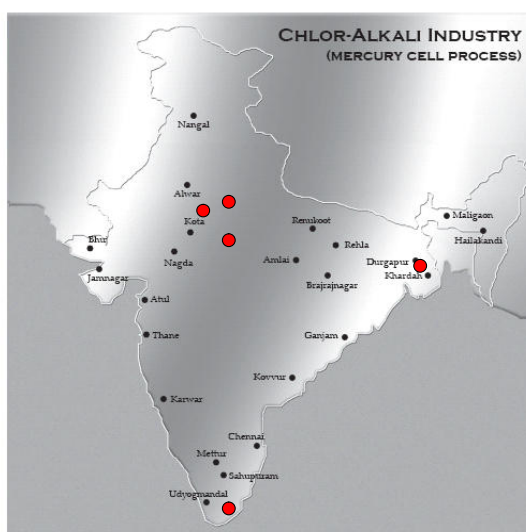 CHLOR-ALKALI INDUSTRY
(MERCURY CELL PROCESS)
Nangal
Alwar
Kota
Renukoot
Maligaon
Hailakandi
Bhuj
Nagda
Amlai
Rehla
Durgapur
Jamnagar
Brajrajnagar
Khardah
Atul
Thane
Ganjam
Kovvur
Karwar
Chennai
Mettur
Sahupuram
Udyogmandal